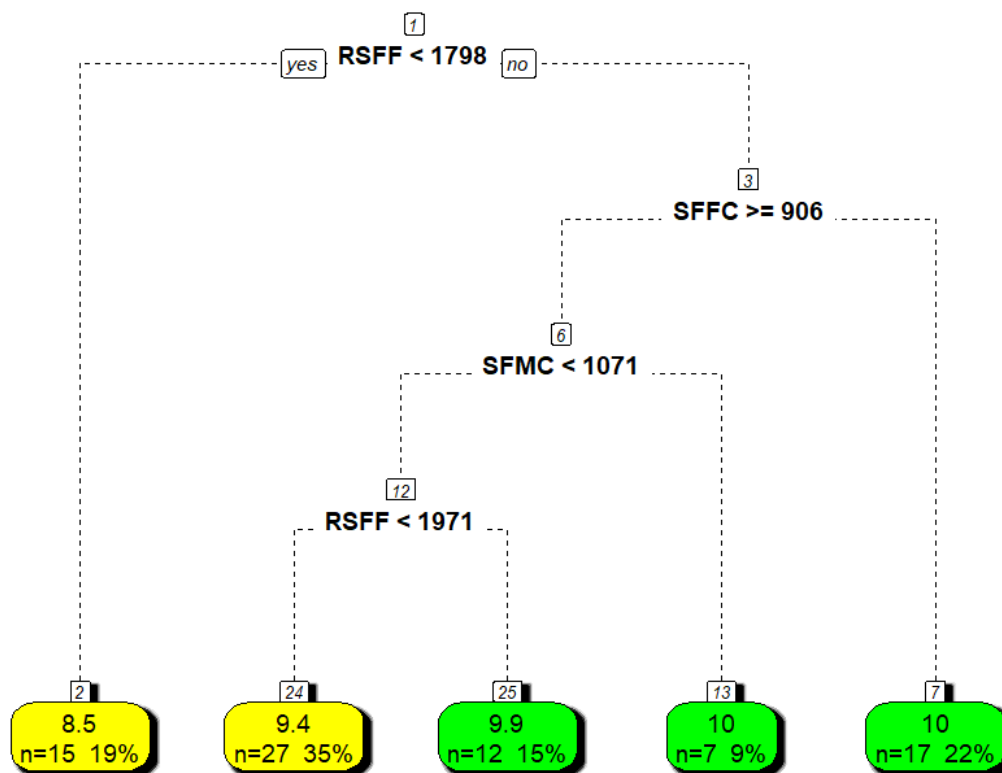 1
yes RSFF < 1798 no
3
SFFC >= 906
6
SFMC < 1071
12
RSFF < 1971
2
8.5
n=15 19%
24
9.4
n=27 35%
25
9.9
n=12 15%
13
10
n=7 9%
7
10
n=17 22%